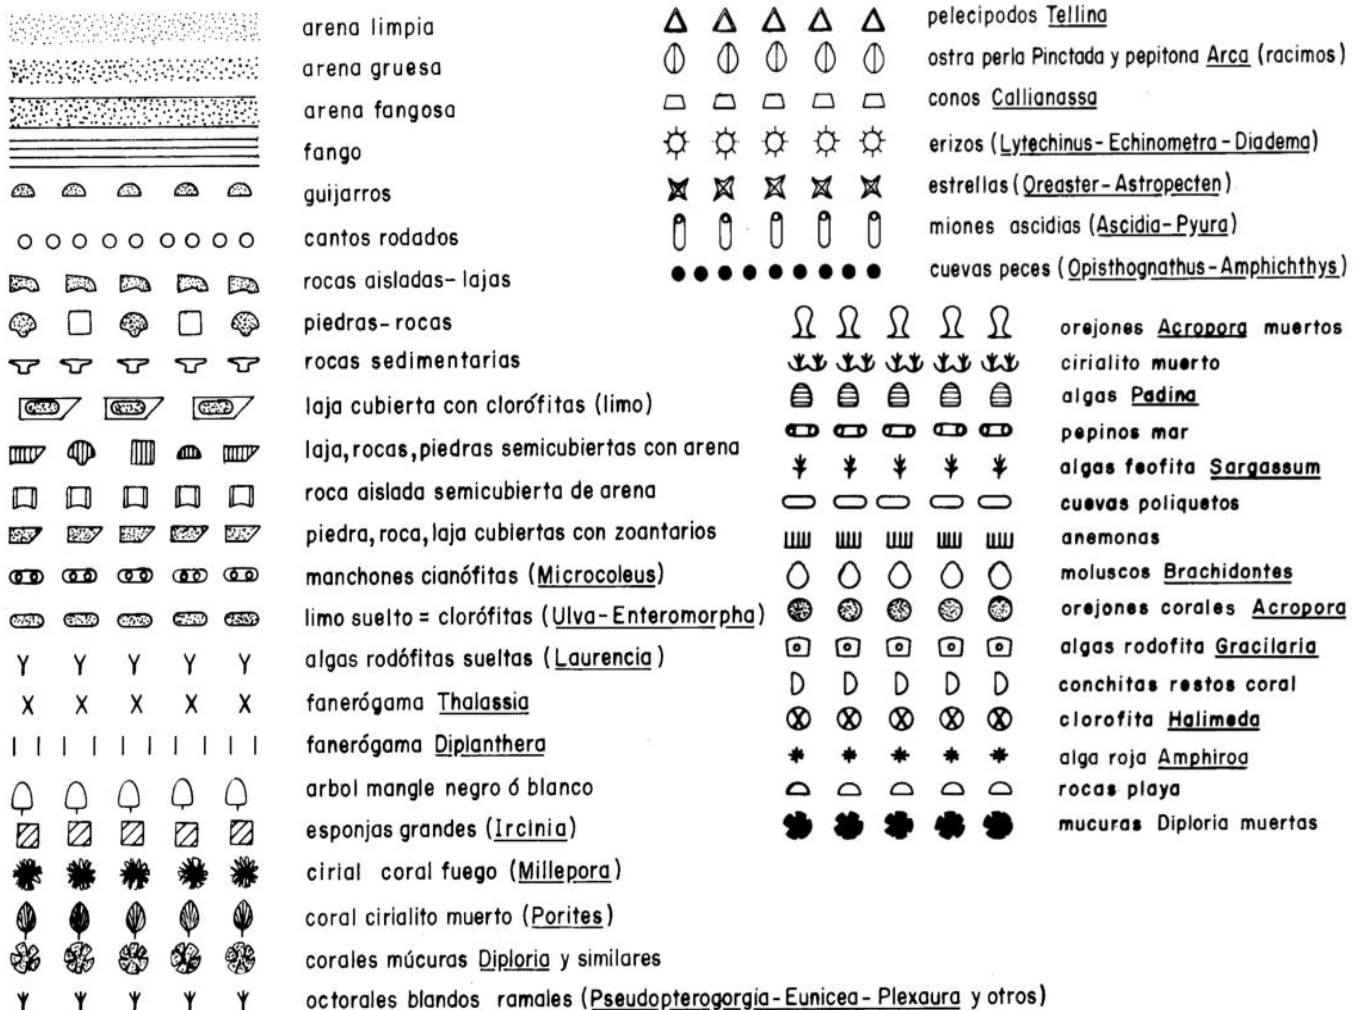 arena limpia
arena gruesa
arena fangosa
fango
guijarros
cantos rodados
rocas aisladas- lajas
piedras- rocas
rocas sedimentarias
laja cubierta con clorófitas (limo)
laja, rocas, piedras semicubiertas con arena
roca aislada semicubierta de arena
piedra, roca, laja cubiertas con zoantarios
manchones cianófitas (Microcoleus)
limo suelto = clorófitas (Ulva- Enteromorpha)
algas rodófitas sueltas (Laurencia)
fanerógama Thalassia
fanerógama Diplanthera
arbol mangle negro ó blanco
esponjas grandes (Ircinia)
cirial coral fuego (Millepora)
coral cirialito muerto (Porites)
corales múcuras Diploria y similares
octorales blandos ramales (Pseudopterogorgia- Eunicea- Plexaura y otros)
pelecipodos Tellina
ostra perla Pinctada y pepitona Arca (racimos)
conos Callianassa
erizos (Lytechinus- Echinometra- Diadema)
estrellas (Oreaster- Astropecten)
miones ascidias (Ascidia- Pyura)
cuevas peces (Opisthognathus- Amphichthys)
orejones Acropora muertos
cirialito muerto
algas Padina
pepinos mar
algas feofita Sargassum
cuevas poliquetos
anemonas
moluscos Brachidontes
orejones corales Acropora
algas rodofita Gracilaria
conchitas restos coral
clorofita Halimeda
alga roja Amphiroa
rocas playa
mucuras Diploria muertas